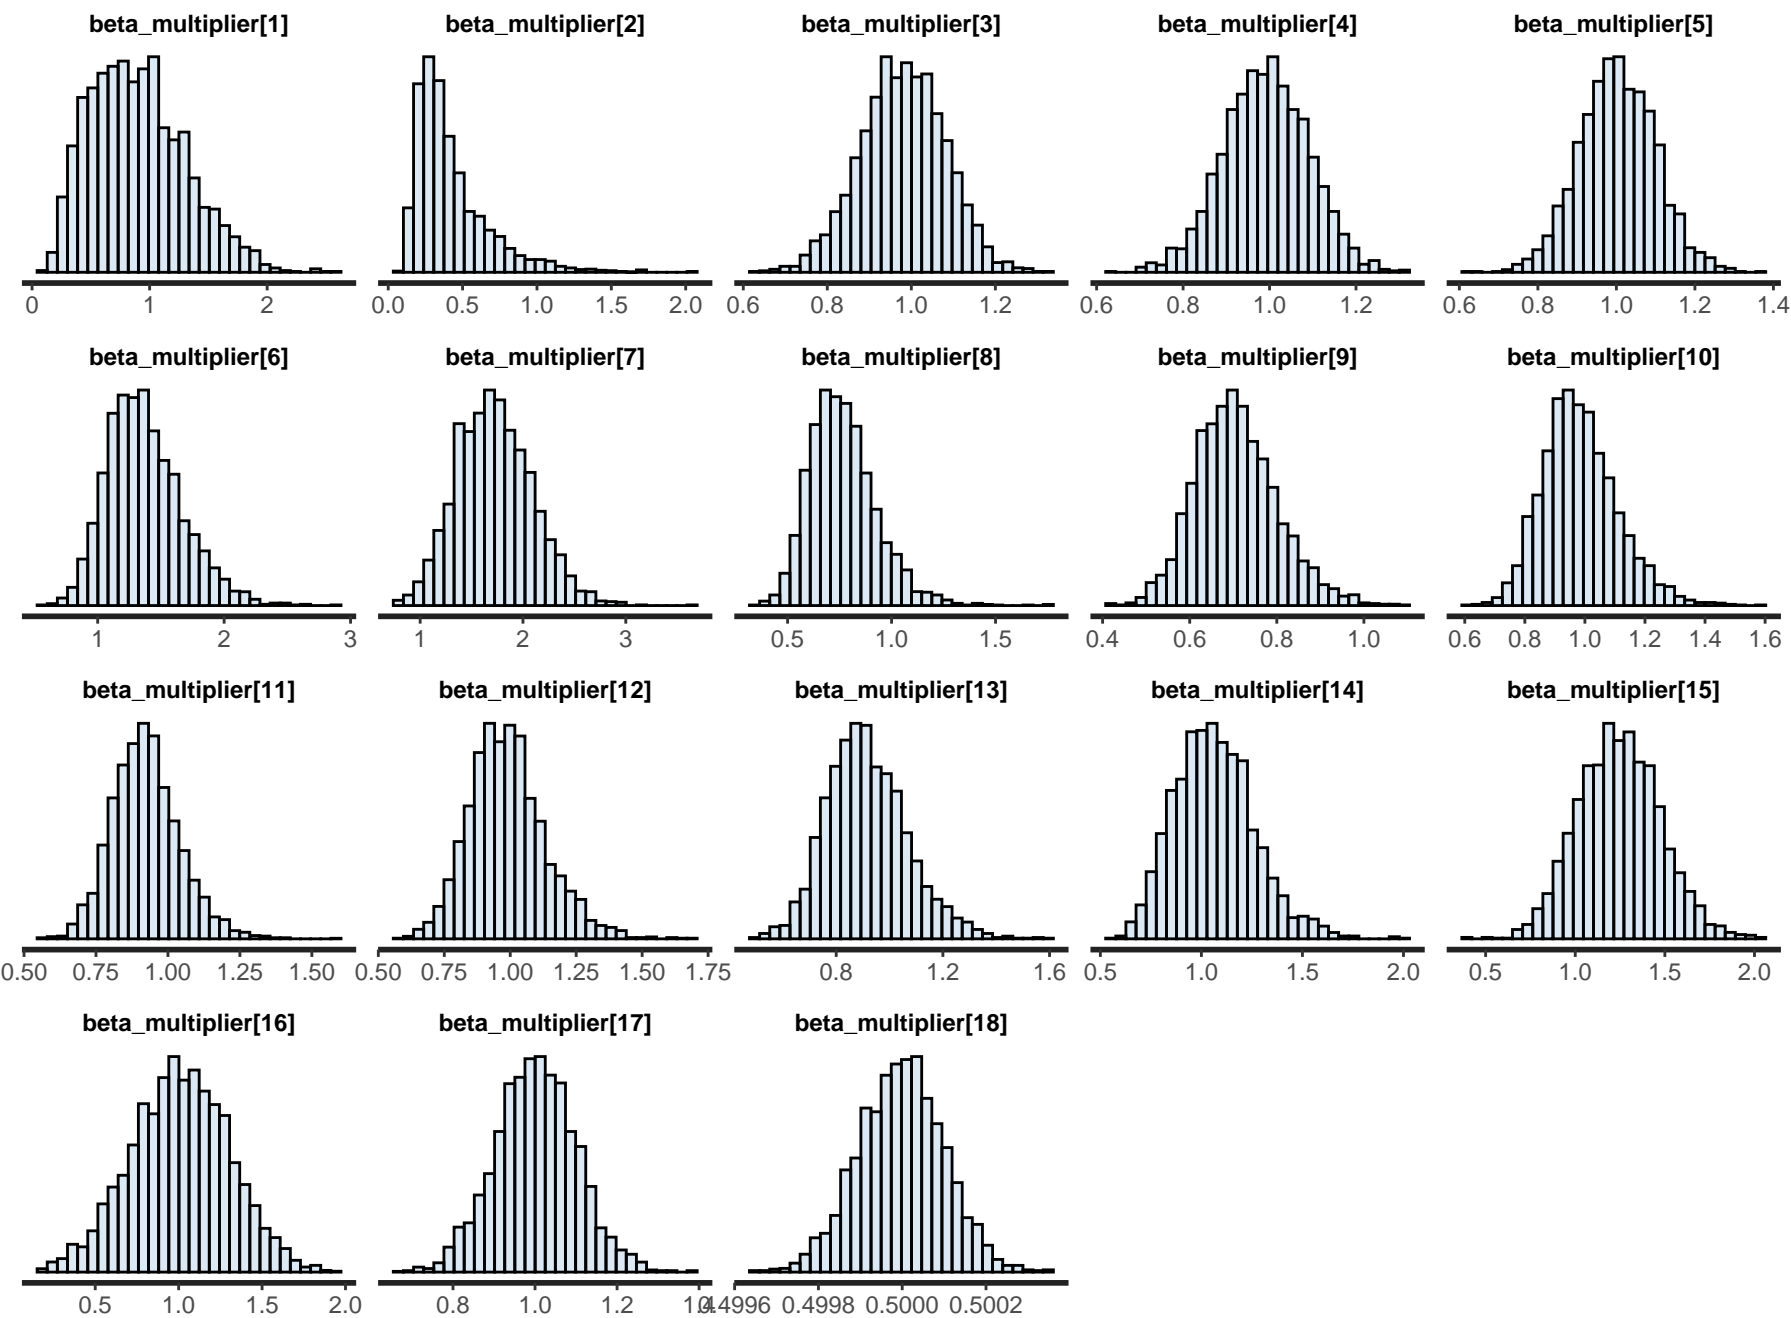 beta_multiplier[1] beta_multiplier[2] beta_multiplier[3] beta_multiplier[4] beta_multiplier[5]
0 1 2 0.0 0.5 1.0 1.5 2.0 0.6 0.8 1.0 1.2 0.6 0.8 1.0 1.2 0.6 0.8 1.0 1.2 1.4
beta_multiplier[6] beta_multiplier[7] beta_multiplier[8] beta_multiplier[9] beta_multiplier[10]
1 2 3 1 2 3 0.5 1.0 1.5 0.4 0.6 0.8 1.0 0.6 0.8 1.0 1.2 1.4 1.6
beta_multiplier[11] beta_multiplier[12] beta_multiplier[13] beta_multiplier[14] beta_multiplier[15]
0.50 0.75 1.00 1.25 1.50 0.50 0.75 1.00 1.25 1.50 1.75 0.8 1.2 1.6 0.5 1.0 1.5 2.0 0.5 1.0 1.5 2.0
beta_multiplier[16] beta_multiplier[17] beta_multiplier[18]
0.5 1.0 1.5 2.0 0.8 1.0 1.2 1.4 0.4996 0.4998 0.5000 0.5002